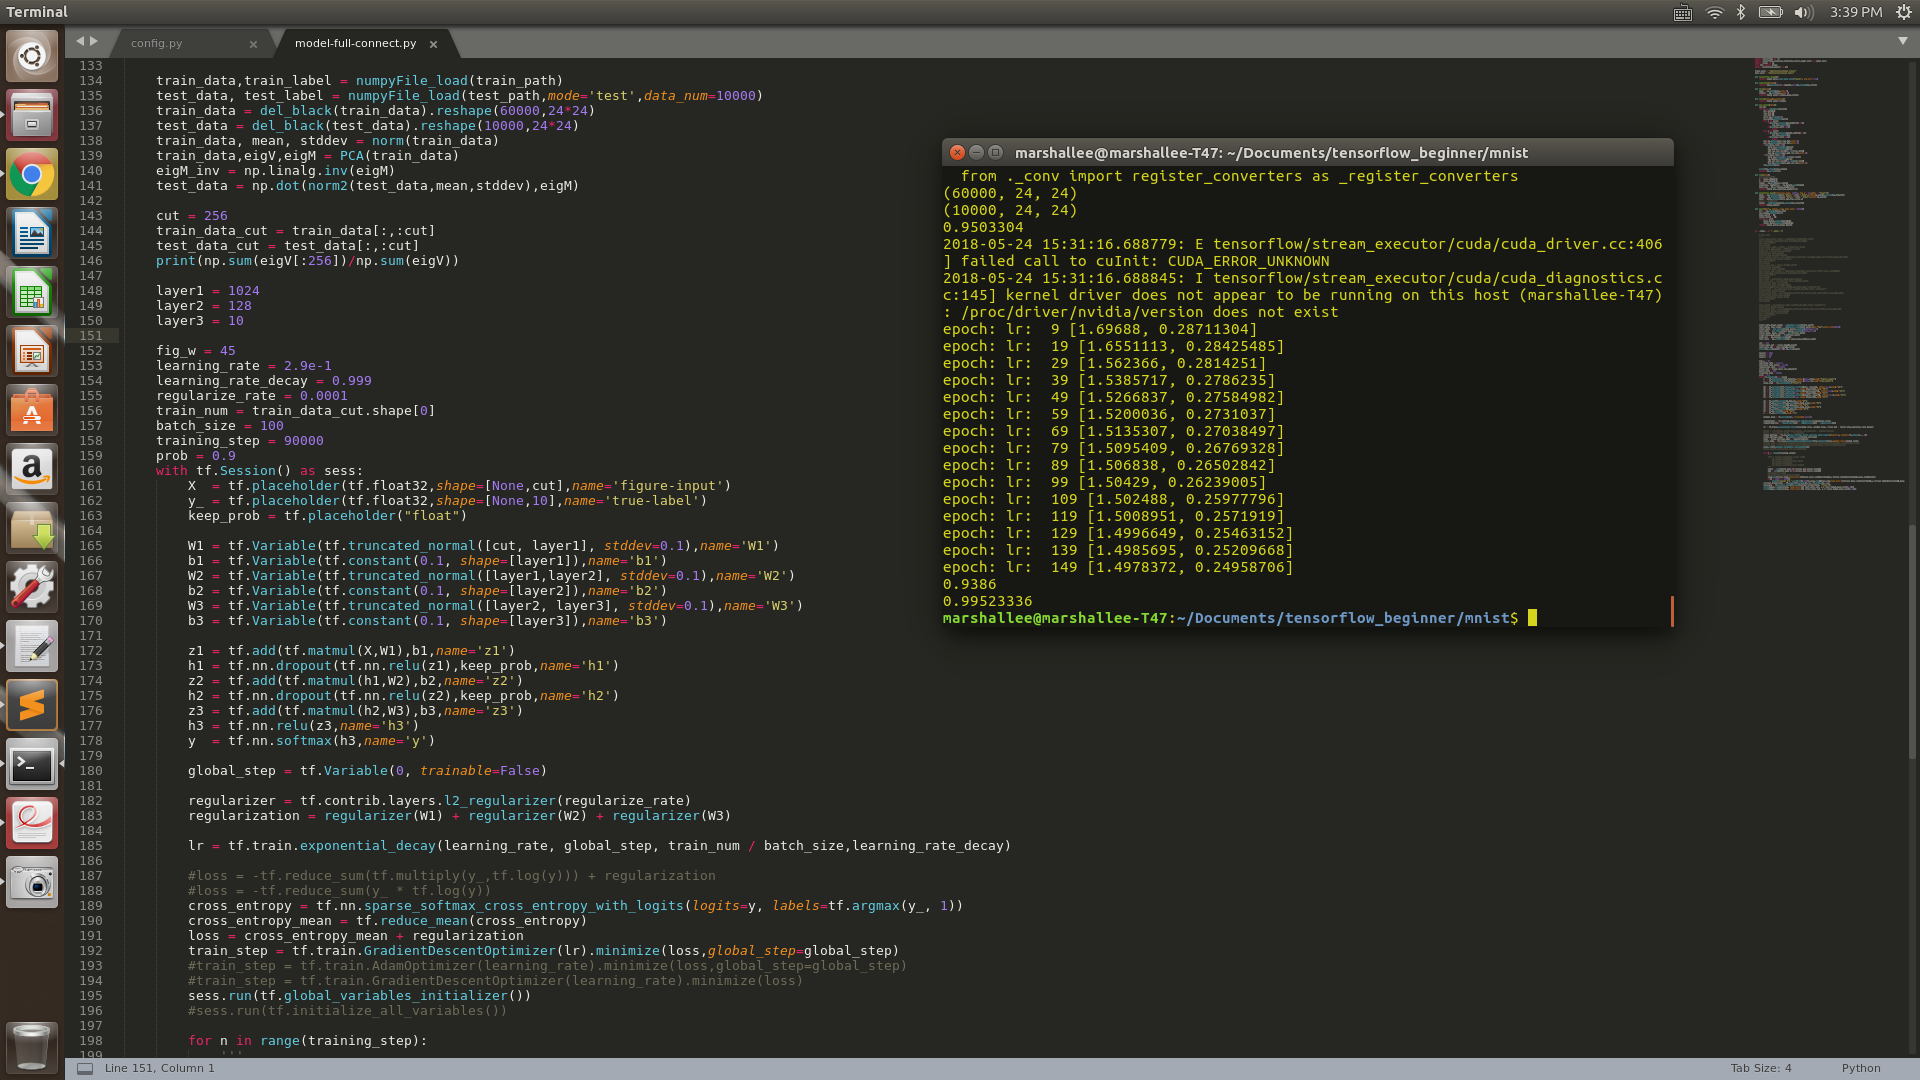 Terminal
3:39 PM
config.py ×
model-full-connect.py ×
133
134 train_data,train_label = numpyFile_load(train_path)
135 test_data, test_label = numpyFile_load(test_path,mode='test',data_num=10000)
136 train_data = del_black(train_data).reshape(60000,24*24)
137 test_data = del_black(test_data).reshape(10000,24*24)
138 train_data, mean, stddev = norm(train_data)
139 train_data,eigV,eigM = PCA(train_data)
140 eigM_inv = np.linalg.inv(eigM)
141 test_data = np.dot(norm2(test_data,mean,stddev),eigM)
142
143 cut = 256
144 train_data_cut = train_data[:,:cut]
145 test_data_cut = test_data[:,:cut]
146 print(np.sum(eigV[:256])/np.sum(eigV))
147
148 layer1 = 1024
149 layer2 = 128
150 layer3 = 10
151
152 fig_w = 45
153 learning_rate = 2.9e-1
154 learning_rate_decay = 0.999
155 regularize_rate = 0.0001
156 train_num = train_data_cut.shape[0]
157 batch_size = 100
158 training_step = 90000
159 prob = 0.9
160 with tf.Session() as sess:
161 X  = tf.placeholder(tf.float32,shape=[None,cut],name='figure-input')
162 y_ = tf.placeholder(tf.float32,shape=[None,10],name='true-label')
163 keep_prob = tf.placeholder("float")
164
165 W1 = tf.Variable(tf.truncated_normal([cut, layer1], stddev=0.1),name='W1')
166 b1 = tf.Variable(tf.constant(0.1, shape=[layer1]),name='b1')
167 W2 = tf.Variable(tf.truncated_normal([layer1,layer2], stddev=0.1),name='W2')
168 b2 = tf.Variable(tf.constant(0.1, shape=[layer2]),name='b2')
169 W3 = tf.Variable(tf.truncated_normal([layer2, layer3], stddev=0.1),name='W3')
170 b3 = tf.Variable(tf.constant(0.1, shape=[layer3]),name='b3')
171
172 z1 = tf.add(tf.matmul(X,W1),b1,name='z1')
173 h1 = tf.nn.dropout(tf.nn.relu(z1),keep_prob,name='h1')
174 z2 = tf.add(tf.matmul(h1,W2),b2,name='z2')
175 h2 = tf.nn.dropout(tf.nn.relu(z2),keep_prob,name='h2')
176 z3 = tf.add(tf.matmul(h2,W3),b3,name='z3')
177 h3 = tf.nn.relu(z3,name='h3')
178 y  = tf.nn.softmax(h3,name='y')
179
180 global_step = tf.Variable(0, trainable=False)
181
182 regularizer = tf.contrib.layers.l2_regularizer(regularize_rate)
183 regularization = regularizer(W1) + regularizer(W2) + regularizer(W3)
184
185 lr = tf.train.exponential_decay(learning_rate, global_step, train_num / batch_size,learning_rate_decay)
186
187 #loss = -tf.reduce_sum(tf.multiply(y_,tf.log(y))) + regularization
188 #loss = -tf.reduce_sum(y_ * tf.log(y))
189 cross_entropy = tf.nn.sparse_softmax_cross_entropy_with_logits(logits=y, labels=tf.argmax(y_, 1))
190 cross_entropy_mean = tf.reduce_mean(cross_entropy)
191 loss = cross_entropy_mean + regularization
192 train_step = tf.train.GradientDescentOptimizer(lr).minimize(loss,global_step=global_step)
193 #train_step = tf.train.AdamOptimizer(learning_rate).minimize(loss,global_step=global_step)
194 #train_step = tf.train.GradientDescentOptimizer(learning_rate).minimize(loss)
195 sess.run(tf.global_variables_initializer())
196 #sess.run(tf.initialize_all_variables())
197
198 for n in range(training_step):
199 '''
marshallee@marshallee-T47: ~/Documents/tensorflow_beginner/mnist
from ._conv import register_converters as _register_converters
(60000, 24, 24)
(10000, 24, 24)
0.9503304
2018-05-24 15:31:16.688779: E tensorflow/stream_executor/cuda/cuda_driver.cc:406
] failed call to cuInit: CUDA_ERROR_UNKNOWN
2018-05-24 15:31:16.688845: I tensorflow/stream_executor/cuda/cuda_diagnostics.c
c:145] kernel driver does not appear to be running on this host (marshallee-T47)
: /proc/driver/nvidia/version does not exist
epoch: lr:  9 [1.69688, 0.28711304]
epoch: lr:  19 [1.6551113, 0.28425485]
epoch: lr:  29 [1.562366, 0.2814251]
epoch: lr:  39 [1.5385717, 0.2786235]
epoch: lr:  49 [1.5266837, 0.27584982]
epoch: lr:  59 [1.5200036, 0.2731037]
epoch: lr:  69 [1.5135307, 0.27038497]
epoch: lr:  79 [1.5095409, 0.26769328]
epoch: lr:  89 [1.506838, 0.26502842]
epoch: lr:  99 [1.50429, 0.26239005]
epoch: lr:  109 [1.502488, 0.25977796]
epoch: lr:  119 [1.5008951, 0.2571919]
epoch: lr:  129 [1.4996649, 0.25463152]
epoch: lr:  139 [1.4985695, 0.25209668]
epoch: lr:  149 [1.4978372, 0.24958706]
0.9386
0.99523336
marshallee@marshallee-T47:~/Documents/tensorflow_beginner/mnist$
Line 151, Column 1
Tab Size: 4
Python